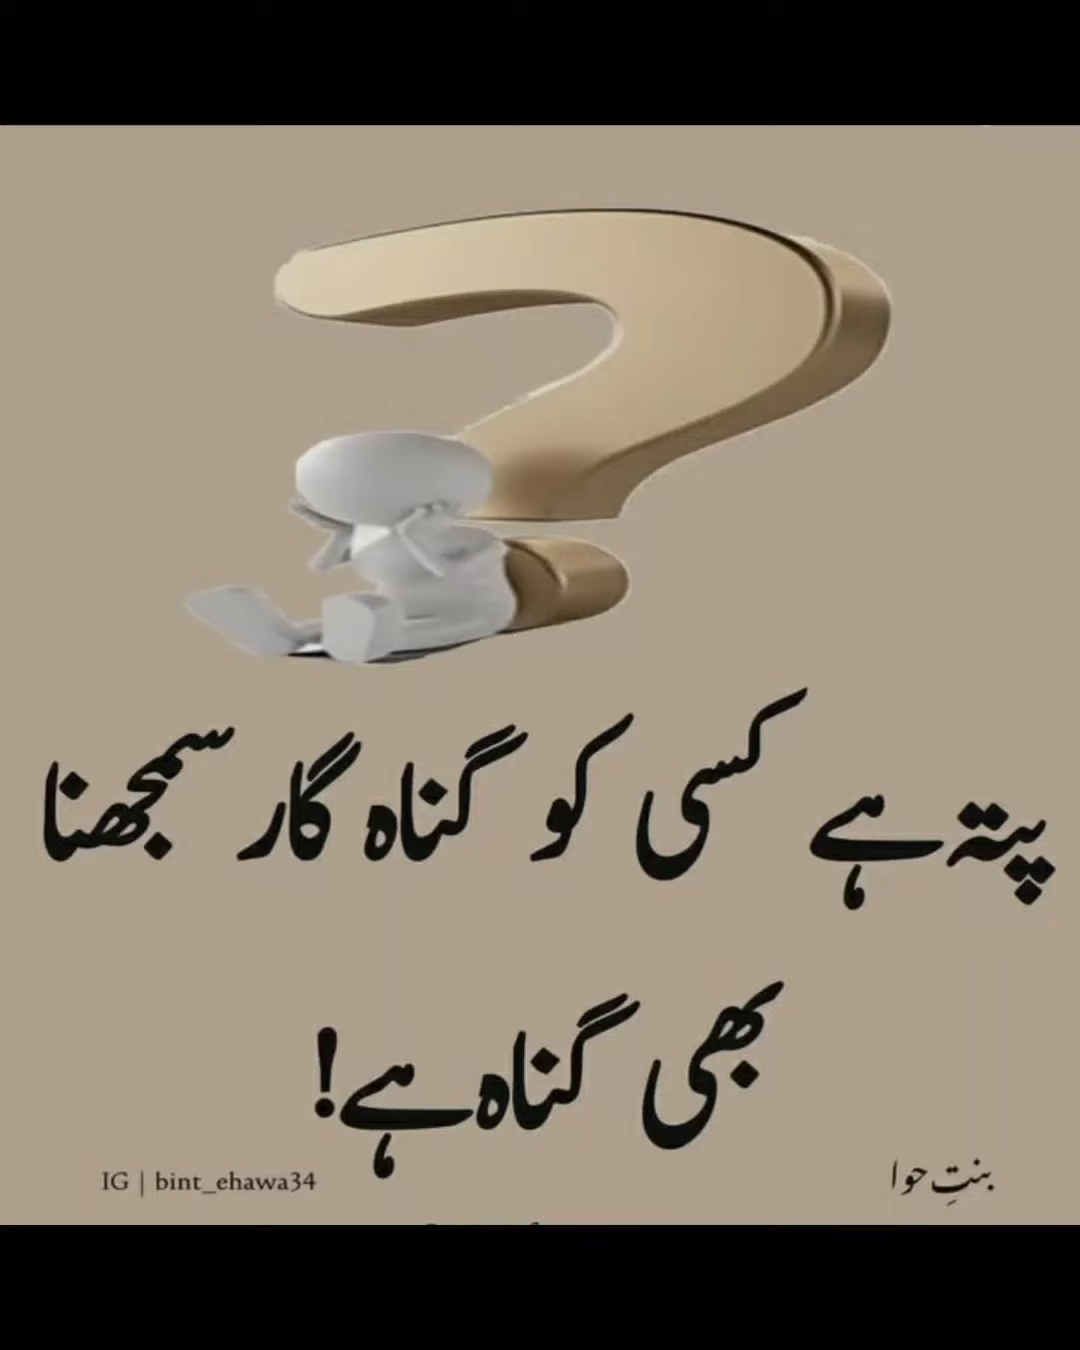 پتہ ہے کسی کو گناہ گار سمجھنا
بھی گناہ ہے!
IG | bint_ehawa34
بنتِ حوا